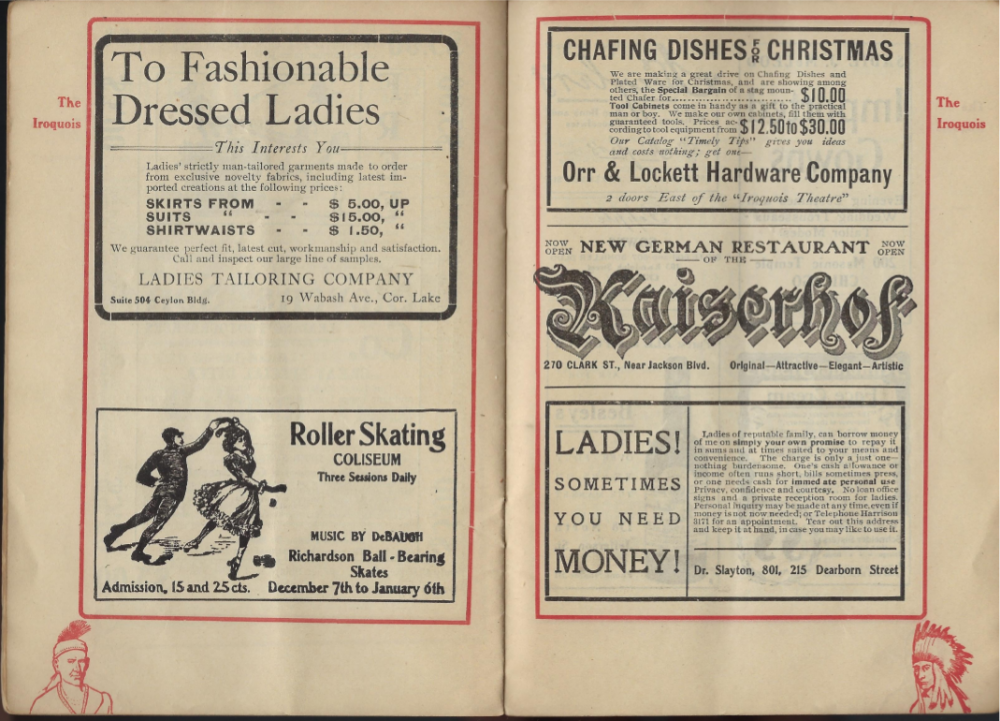 The
Iroquois
To Fashionable
Dressed Ladies
This Interests You
Ladies' strictly man-tailored garments made to order
from exclusive novelty fabrics, including latest im-
ported creations at the following prices:
SKIRTS FROM - - $ 5.00, UP
SUITS " - - $15.00, "
SHIRTWAISTS - - $ 1.50, "
We guarantee perfect fit, latest cut, workmanship and satisfaction.
Call and inspect our large line of samples.
LADIES TAILORING COMPANY
Suite 504 Ceylon Bldg. 19 Wabash Ave., Cor. Lake
Roller Skating
COLISEUM
Three Sessions Daily
MUSIC BY DeBAUGH
Richardson Ball-Bearing
Skates
Admission, 15 and 25 cts. December 7th to January 6th
CHAFING DISHES FOR CHRISTMAS
We are making a great drive on Chafing Dishes and
Plated Ware for Christmas, and are showing among
others, the Special Bargain of a stag moun-
ted Chafer for.............................. $10.00
Tool Cabinets come in handy as a gift to the practical
man or boy. We make our own cabinets, fill them with
guaranteed tools. Prices ac-
cording to tool equipment from $12.50 to $30.00
Our Catalog "Timely Tips" gives you ideas
and costs nothing; get one—
Orr & Lockett Hardware Company
2 doors East of the "Iroquois Theatre"
The
Iroquois
NOW
OPEN
NEW GERMAN RESTAURANT
NOW
OPEN
OF THE
Kaiserhof
270 CLARK ST., Near Jackson Blvd. Original—Attractive—Elegant—Artistic
LADIES!
SOMETIMES
YOU NEED
MONEY!
Ladies of reputable family, can borrow money
of me on simply your own promise to repay it
in sums and at times suited to your means and
convenience. The charge is only a just one—
nothing burdensome. One's cash allowance or
income often runs short, bills sometimes press,
or one needs cash for immed ate personal use
Privacy, confidence and courtesy. No loan office
signs and a private reception room for ladies.
Personal inquiry may be made at any time, even if
money is not now needed; or Telephone Harrison
3171 for an appointment. Tear out this address
and keep it at hand, in case you may like to use it.
Dr. Slayton, 801, 215 Dearborn Street